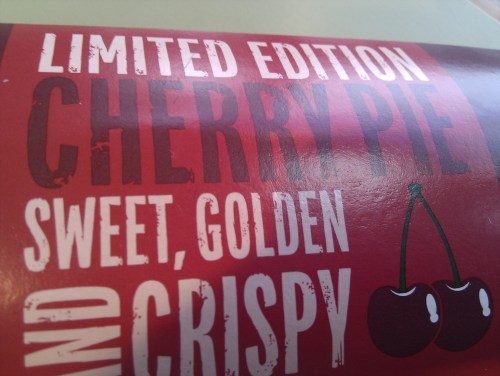 LIMITED EDITION
CHERRY PIE
SWEET, GOLDEN
AND CRISPY